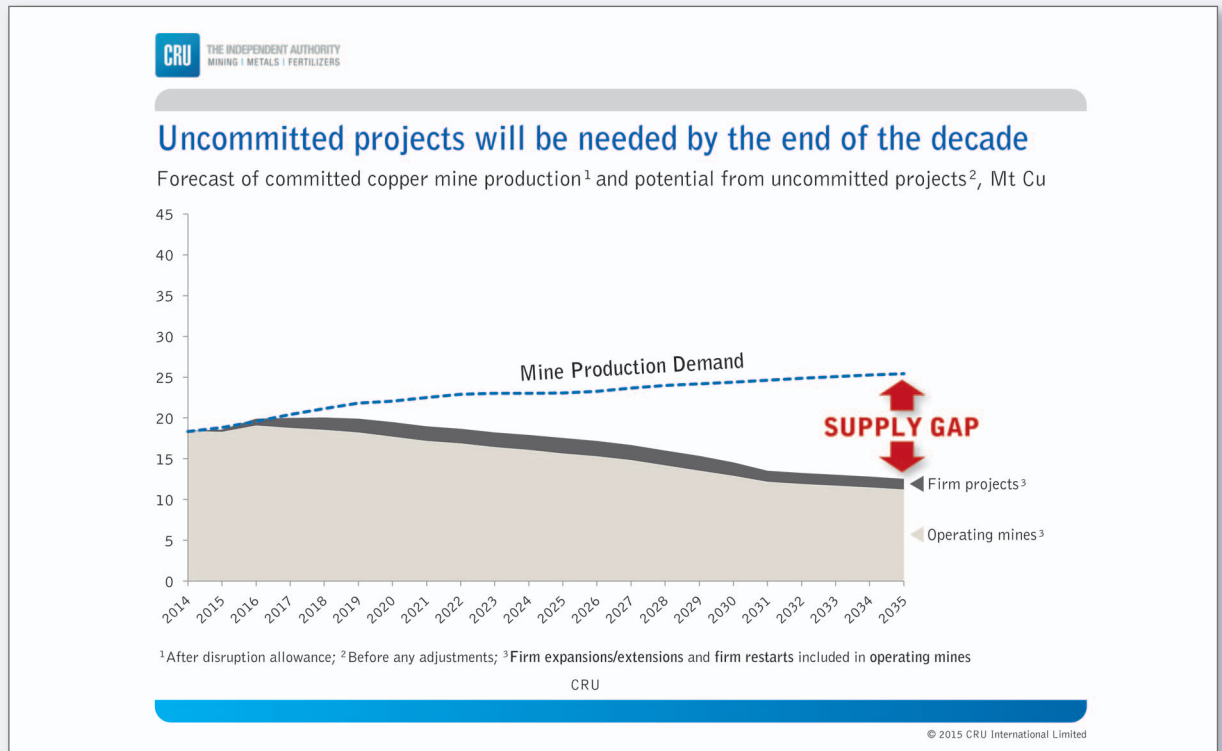 CRU
THE INDEPENDENT AUTHORITY
MINING | METALS | FERTILIZERS
Uncommitted projects will be needed by the end of the decade
Forecast of committed copper mine production¹ and potential from uncommitted projects², Mt Cu
45
40
35
30
25
20
15
10
5
0
Mine Production Demand
SUPPLY GAP
Firm projects³
Operating mines³
2014
2015
2016
2017
2018
2019
2020
2021
2022
2023
2024
2025
2026
2027
2028
2029
2030
2031
2032
2033
2034
2035
¹After disruption allowance; ²Before any adjustments; ³Firm expansions/extensions and firm restarts included in operating mines
CRU
© 2015 CRU International Limited